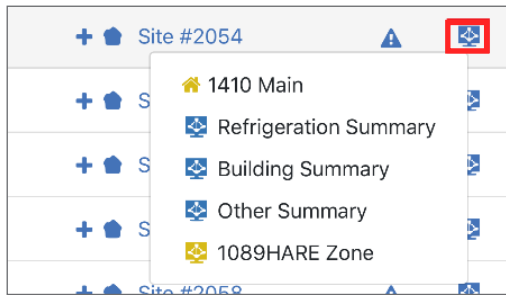 Site #2054
1410 Main
S
Refrigeration Summary
S
Building Summary
Other Summary
S
1089HARE Zone
Site #2058